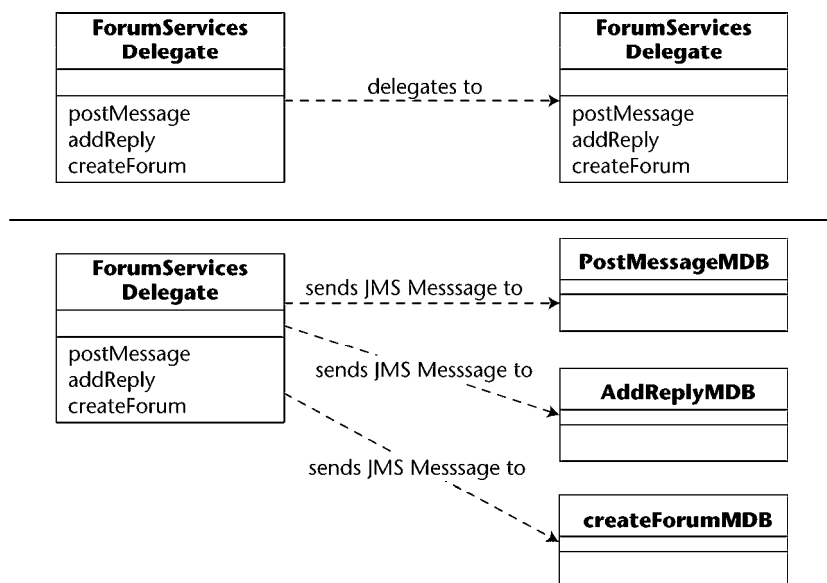 ForumServices
Delegate
postMessage
addReply
createForum
delegates to
ForumServices
Delegate
postMessage
addReply
createForum
ForumServices
Delegate
postMessage
addReply
createForum
sends JMS Messsage to
PostMessageMDB
sends JMS Messsage to
AddReplyMDB
sends JMS Messsage to
createForumMDB